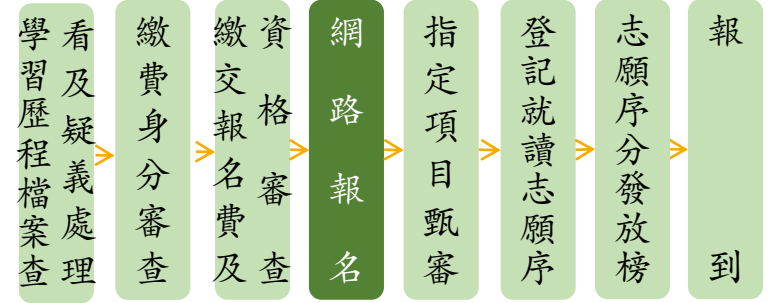 學習歷程檔案查
看及疑義處理
繳費身分審查
繳交報名費及
資格審查
網路報名
指定項目甄審
登記就讀志願序
志願序分發放榜
報到